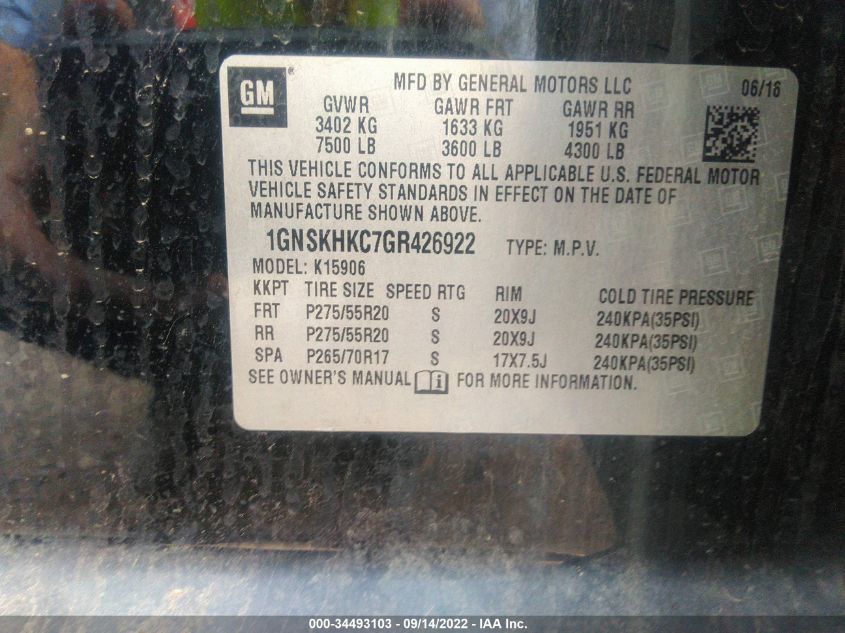 GM
MFD BY GENERAL MOTORS LLC 06/16
GVWR GAWR FRT GAWR RR
3402 KG 1633 KG 1951 KG
7500 LB 3600 LB 4300 LB
THIS VEHICLE CONFORMS TO ALL APPLICABLE U.S. FEDERAL MOTOR
VEHICLE SAFETY STANDARDS IN EFFECT ON THE DATE OF
MANUFACTURE SHOWN ABOVE.
1GNSKHKC7GR426922 TYPE: M.P.V.
MODEL: K15906
KKPT TIRE SIZE SPEED RTG RIM COLD TIRE PRESSURE
FRT P275/55R20 S 20X9J 240KPA(35PSI)
RR P275/55R20 S 20X9J 240KPA(35PSI)
SPA P265/70R17 S 17X7.5J 240KPA(35PSI)
SEE OWNER'S MANUAL i FOR MORE INFORMATION.
000-34493103 - 09/14/2022 - IAA Inc.